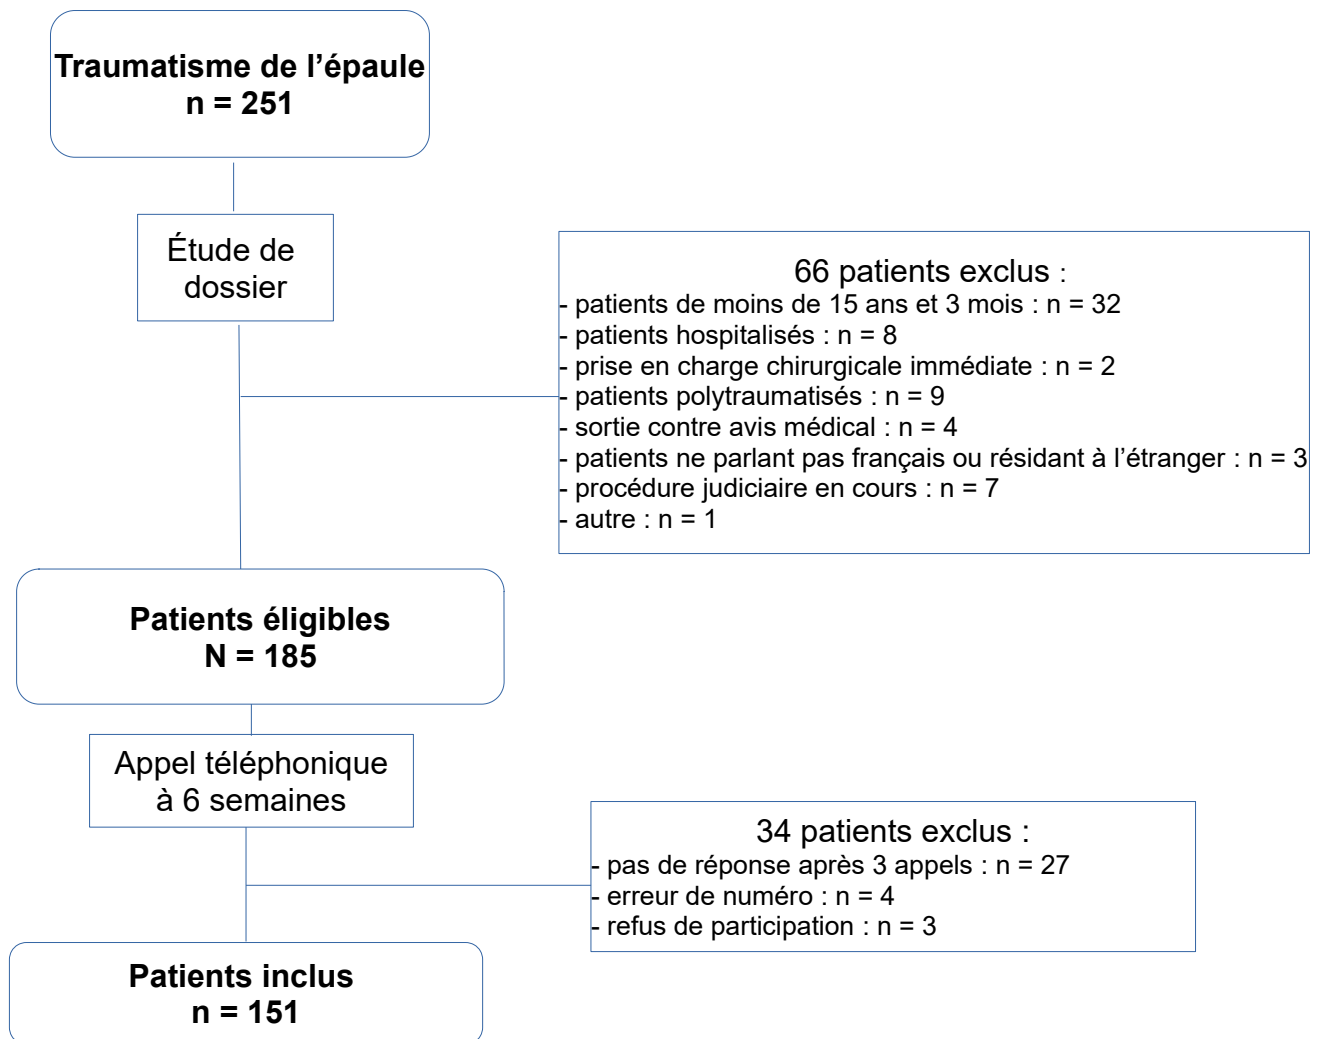 Traumatisme de l’épaule
n = 251
Étude de
dossier
66 patients exclus :
- patients de moins de 15 ans et 3 mois : n = 32
- patients hospitalisés : n = 8
- prise en charge chirurgicale immédiate : n = 2
- patients polytraumatisés : n = 9
- sortie contre avis médical : n = 4
- patients ne parlant pas français ou résidant à l’étranger : n = 3
- procédure judiciaire en cours : n = 7
- autre : n = 1
Patients éligibles
N = 185
Appel téléphonique
à 6 semaines
34 patients exclus :
- pas de réponse après 3 appels : n = 27
- erreur de numéro : n = 4
- refus de participation : n = 3
Patients inclus
n = 151